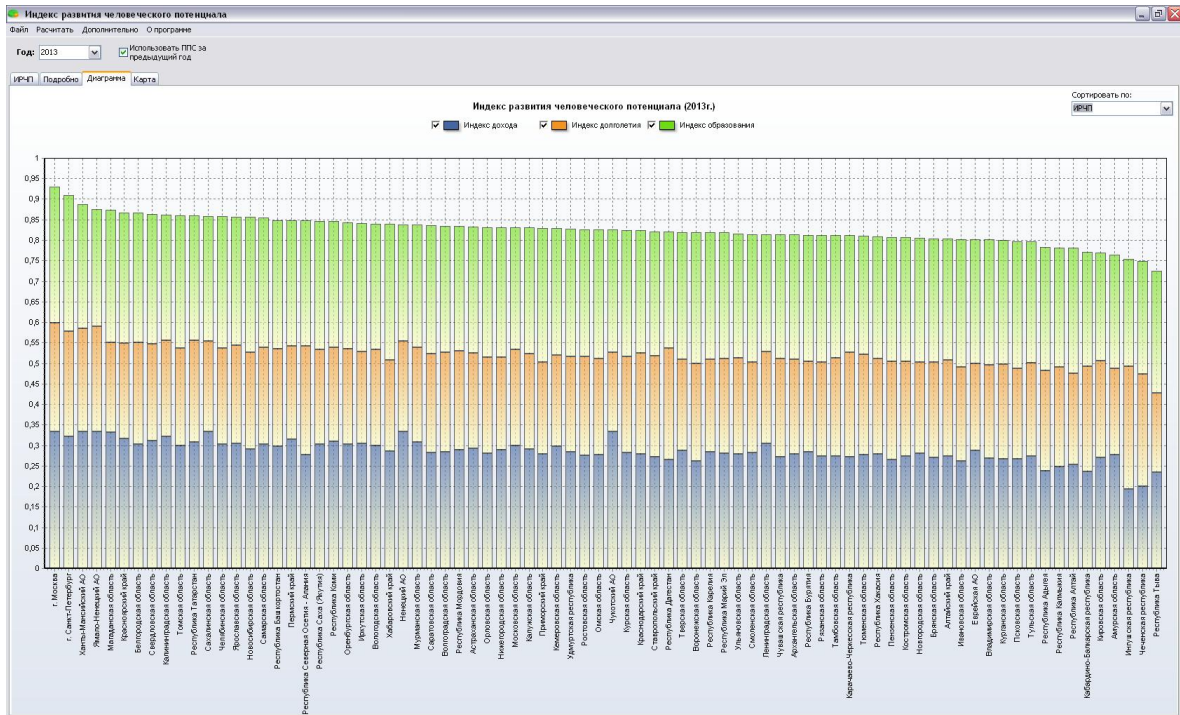 Индекс развития человеческого потенциала
Файл Расчитать Дополнительно О программе
Год: 2013
Использовать ППС за
предыдущий год
ИРЧП Подробно Диаграмма Карта
Сортировать по:
ИРЧП
Индекс развития человеческого потенциала (2013г.)
Индекс дохода Индекс долголетия Индекс образования
1
0,95
0,9
0,85
0,8
0,75
0,7
0,65
0,6
0,55
0,5
0,45
0,4
0,35
0,3
0,25
0,2
0,15
0,1
0,05
0
г. Москва
г. Санкт-Петербург
Ханты-Мансийский АО
Ямало-Ненецкий АО
Магаданская область
Красноярский край
Белгородская область
Свердловская область
Калининградская область
Томская область
Республика Татарстан
Сахалинская область
Челябинская область
Ярославская область
Новосибирская область
Самарская область
Республика Башкортостан
Пермский край
Республика Северная Осетия - Алания
Республика Саха (Якутия)
Республика Коми
Оренбургская область
Иркутская область
Вологодская область
Хабаровский край
Ненецкий АО
Мурманская область
Саратовская область
Волгоградская область
Республика Мордовия
Астраханская область
Орловская область
Нижегородская область
Московская область
Калужская область
Приморский край
Кемеровская область
Удмуртская республика
Ростовская область
Омская область
Чукотский АО
Курская область
Краснодарский край
Ставропольский край
Республика Дагестан
Тверская область
Воронежская область
Республика Карелия
Республика Марий Эл
Ульяновская область
Смоленская область
Ленинградская область
Чувашская республика
Архангельская область
Республика Бурятия
Рязанская область
Тамбовская область
Карачаево-Черкесская республика
Тюменская область
Республика Хакасия
Пензенская область
Костромская область
Новгородская область
Брянская область
Алтайский край
Ивановская область
Еврейская АО
Владимирская область
Курганская область
Псковская область
Тульская область
Республика Адыгея
Республика Калмыкия
Республика Алтай
Кабардино-Балкарская республика
Кировская область
Амурская область
Ингушская республика
Чеченская республика
Республика Тыва